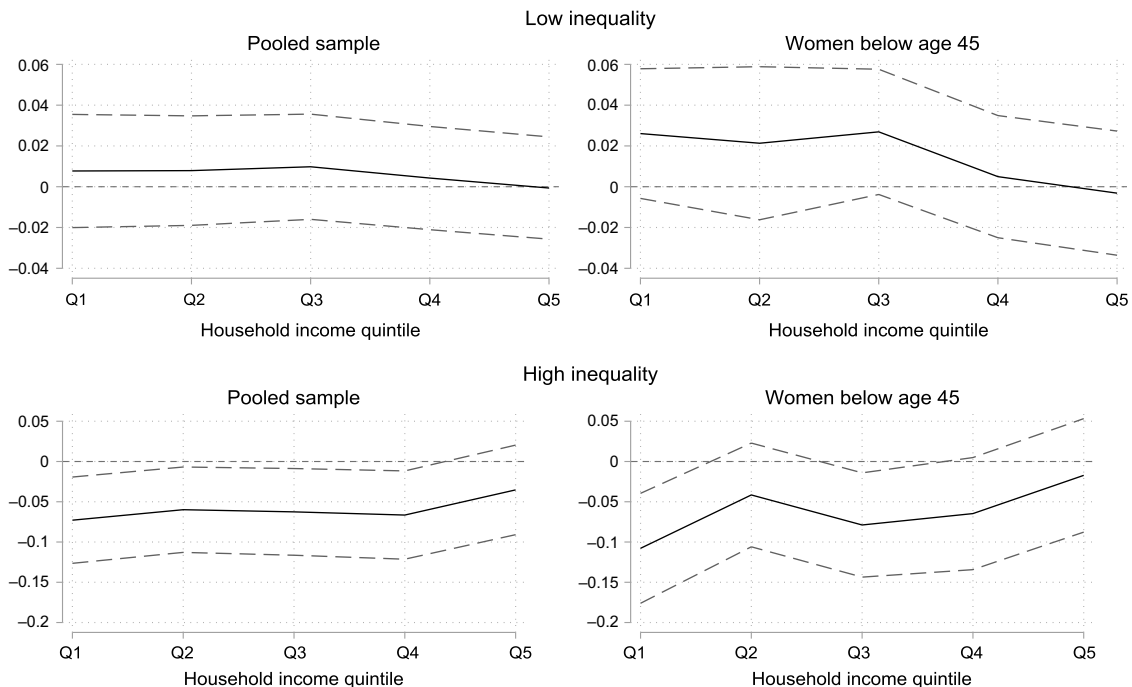 Low inequality
Pooled sample
0.06
0.04
0.02
0
–0.02
–0.04
Q1 Q2 Q3 Q4 Q5
Household income quintile
Women below age 45
0.06
0.04
0.02
0
–0.02
–0.04
Q1 Q2 Q3 Q4 Q5
Household income quintile
High inequality
Pooled sample
0.05
0
–0.05
–0.1
–0.15
–0.2
Q1 Q2 Q3 Q4 Q5
Household income quintile
Women below age 45
0.05
0
–0.05
–0.1
–0.15
–0.2
Q1 Q2 Q3 Q4 Q5
Household income quintile